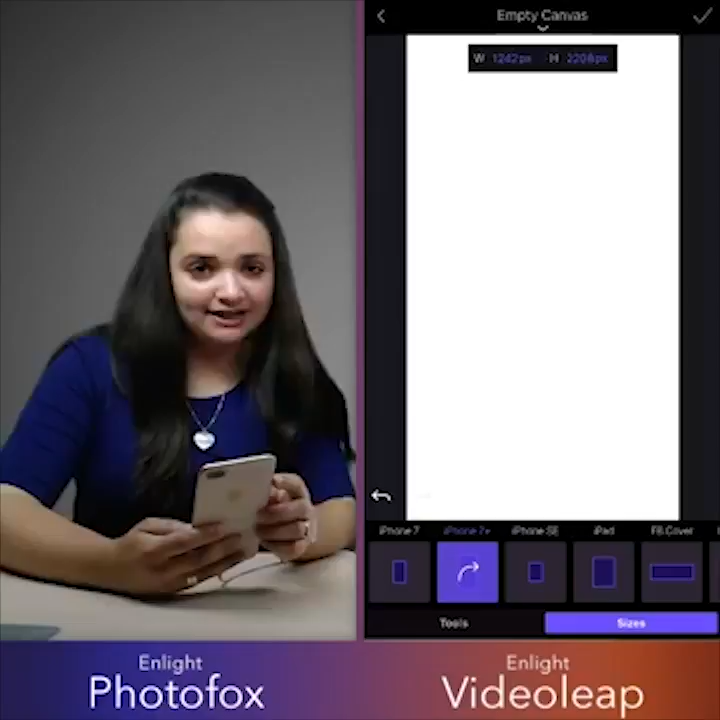 Empty Canvas
W 1242px H 2208px
iPhone 7 iPhone 7+ iPhone SE iPad FB Cover
Tools Sizes
Enlight
Photofox
Enlight
Videoleap